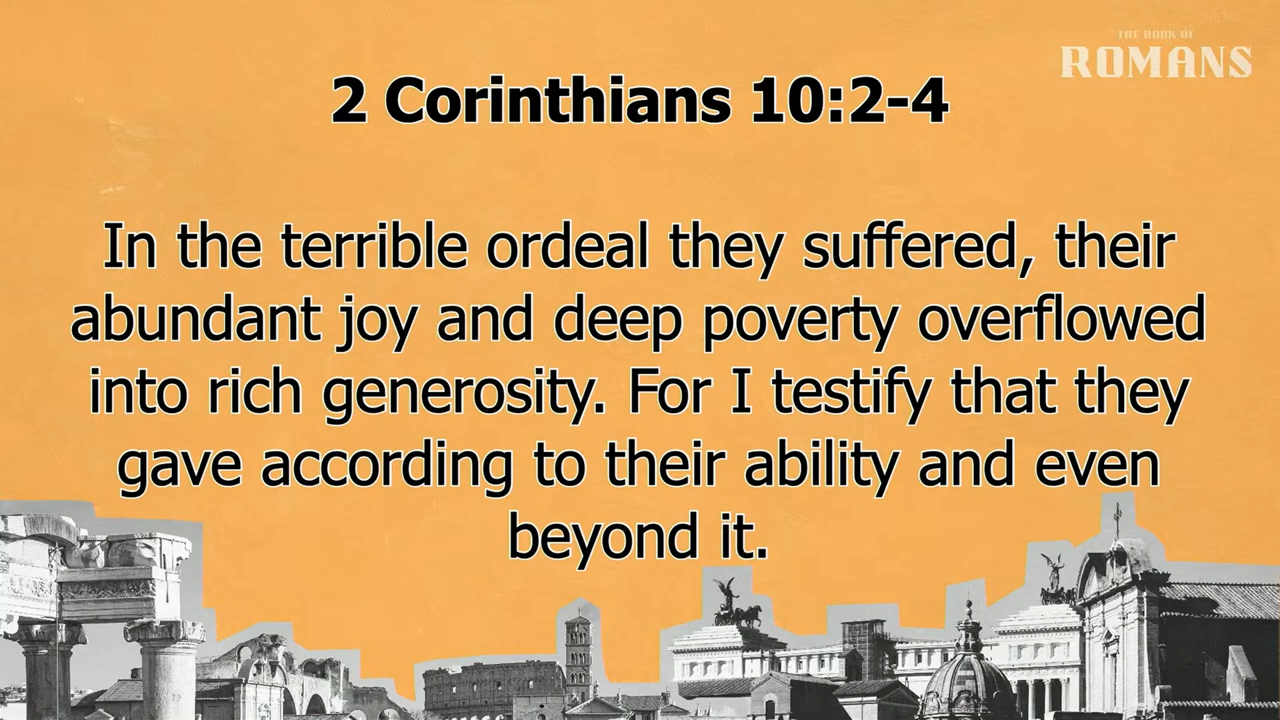 THE BOOK OF
ROMANS
2 Corinthians 10:2-4
In the terrible ordeal they suffered, their
abundant joy and deep poverty overflowed
into rich generosity. For I testify that they
gave according to their ability and even
beyond it.